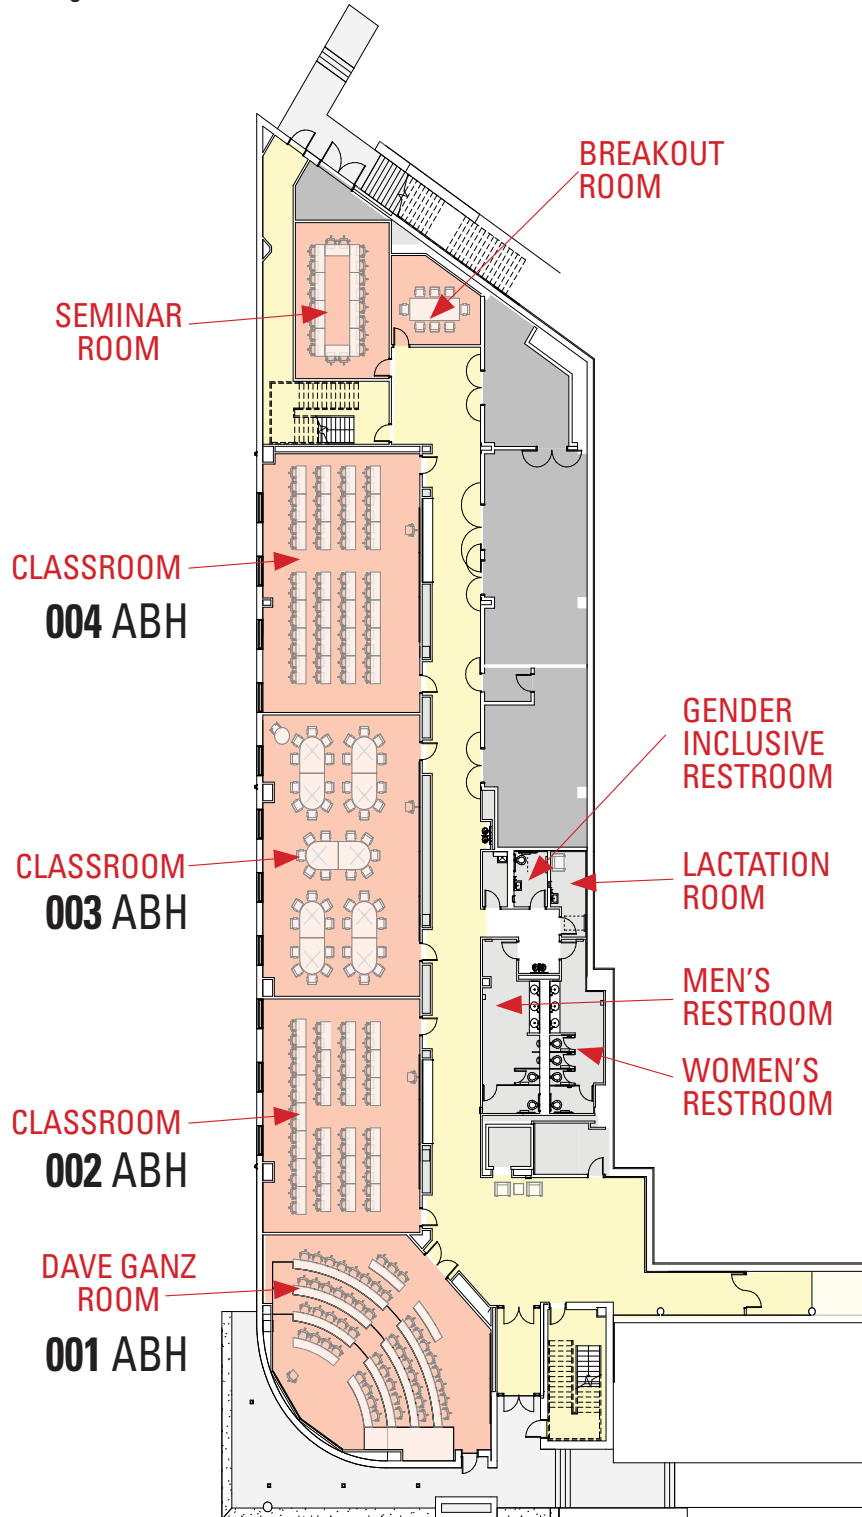 BREAKOUT
ROOM
SEMINAR
ROOM
CLASSROOM
004 ABH
GENDER
INCLUSIVE
RESTROOM
CLASSROOM
003 ABH
LACTATION
ROOM
MEN'S
RESTROOM
WOMEN'S
RESTROOM
CLASSROOM
002 ABH
DAVE GANZ
ROOM
001 ABH